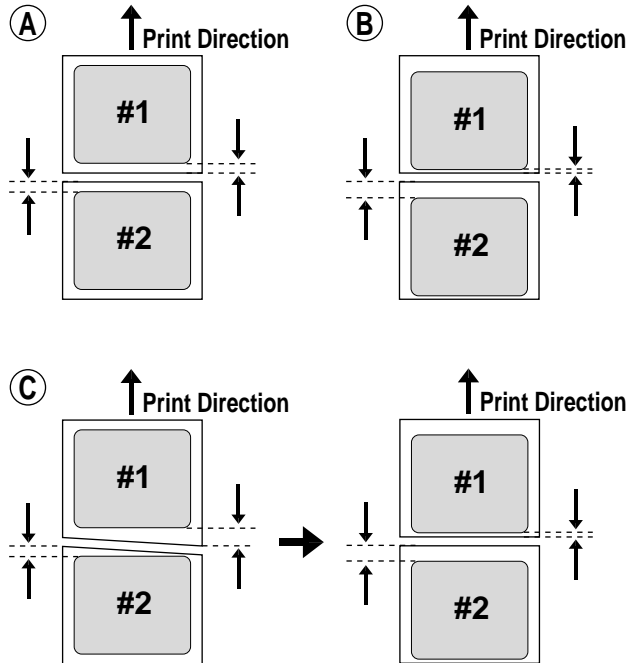 A
Print Direction
#1
#2
B
Print Direction
#1
#2
C
Print Direction
#1
#2
Print Direction
#1
#2